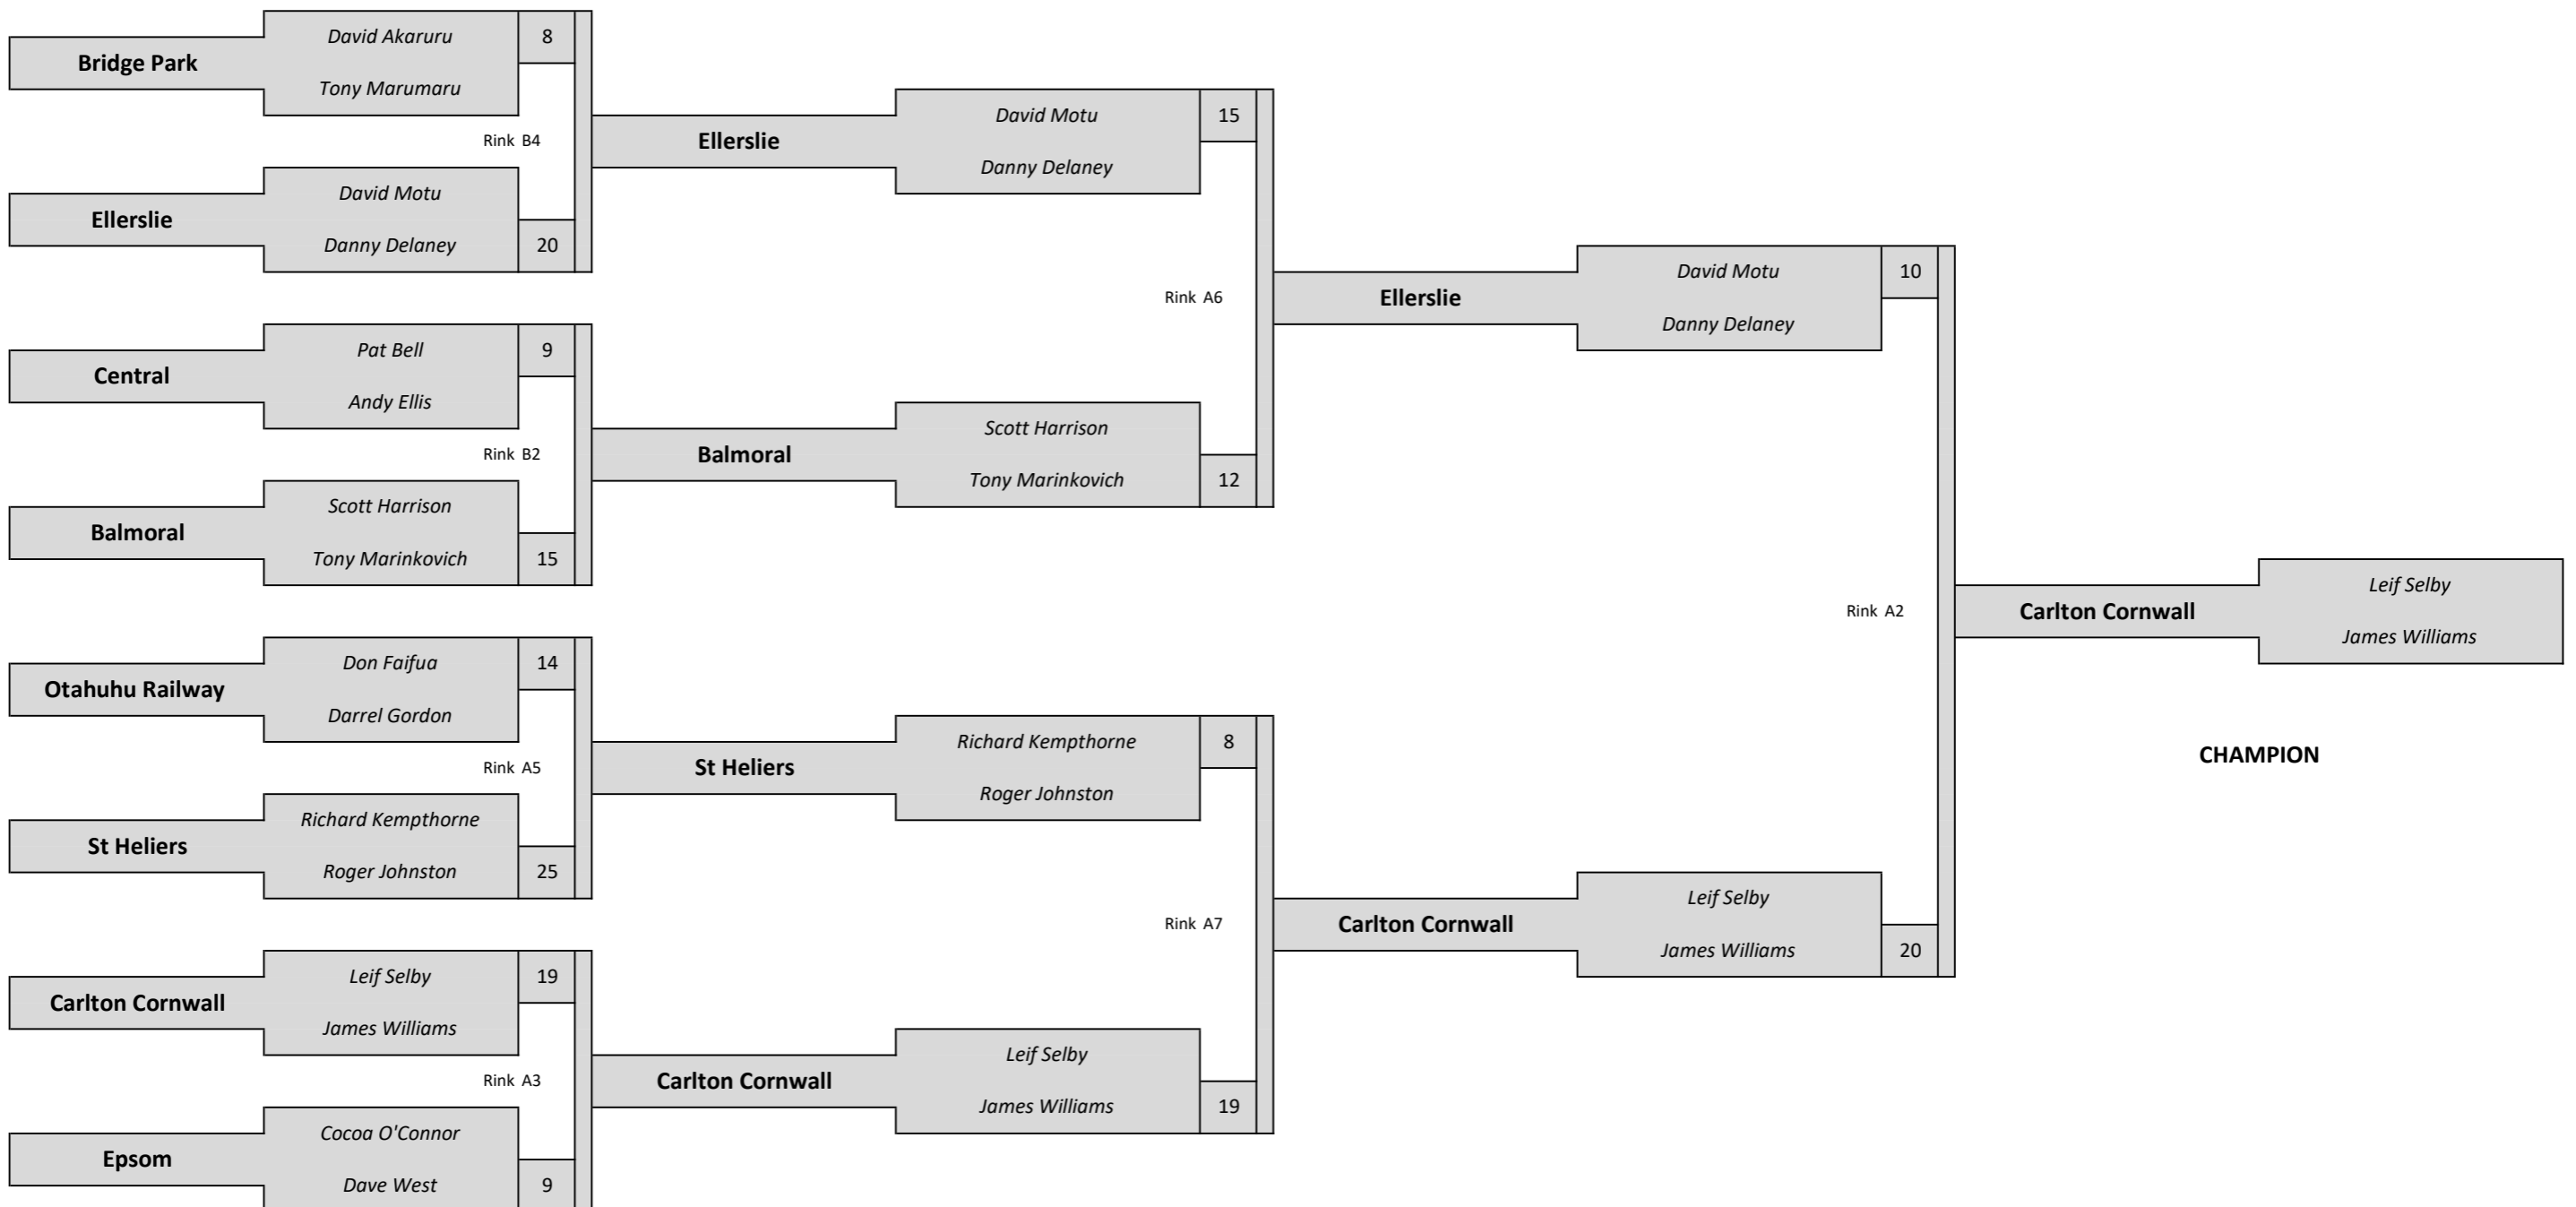 David Akaruru 8
Bridge Park
Tony Marumaru
Rink B4
David Motu
Ellerslie
Danny Delaney 20
Pat Bell 9
Central
Andy Ellis
Rink B2
Scott Harrison
Balmoral
Tony Marinkovich 15
Don Faifua 14
Otahuhu Railway
Darrel Gordon
Rink A5
Richard Kempthorne
St Heliers
Roger Johnston 25
Leif Selby 19
Carlton Cornwall
James Williams
Rink A3
Cocoa O'Connor
Epsom
Dave West 9
David Motu 15
Ellerslie
Danny Delaney
Rink A6
Scott Harrison
Balmoral
Tony Marinkovich 12
Richard Kempthorne 8
St Heliers
Roger Johnston
Rink A7
Leif Selby
Carlton Cornwall
James Williams 19
David Motu 10
Ellerslie
Danny Delaney
Rink A2
Leif Selby
Carlton Cornwall
James Williams 20
Leif Selby
Carlton Cornwall
James Williams
CHAMPION